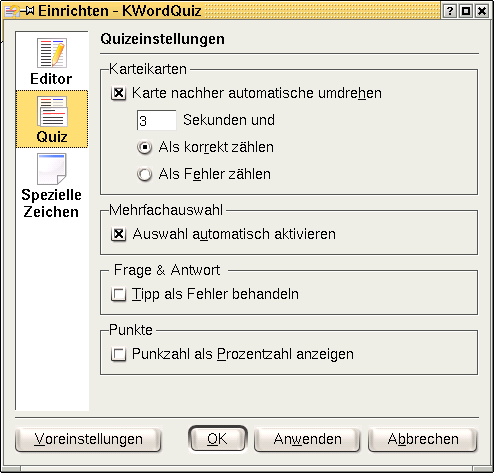 Einrichten - KWordQuiz
Editor
Quiz
Spezielle
Zeichen
Quizeinstellungen
Karteikarten
Karte nachher automatische umdrehen
3 Sekunden und
Als korrekt zählen
Als Fehler zählen
Mehrfachauswahl
Auswahl automatisch aktivieren
Frage & Antwort
Tipp als Fehler behandeln
Punkte
Punkzahl als Prozentzahl anzeigen
Voreinstellungen OK Anwenden Abbrechen